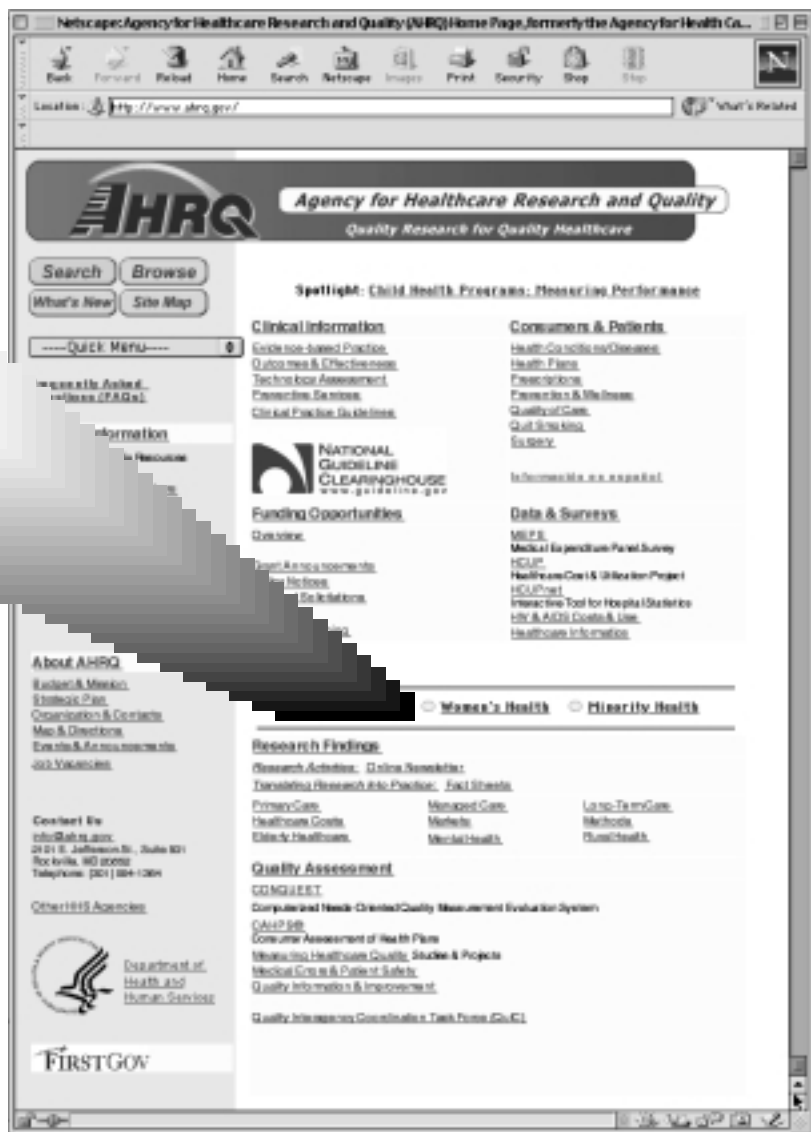 Netscape: Agency for Healthcare Research and Quality (AHRQ) Home Page, formerly the Agency for Health Ca...
Back Forward Reload Home Search Netscape Images Print Security Shop Stop
Location: http://www.ahrq.gov/ What's Related
AHRQ
Agency for Healthcare Research and Quality
Quality Research for Quality Healthcare
Search Browse
What's New Site Map
----Quick Menu----
Asked
(FAQs)
Resources
About AHRQ
Budget & Mission
Strategic Plan
Organization & Contacts
Map & Directions
Events & Announcements
Job Vacancies
Contact Us
info@ahrq.gov
2101 E. Jefferson St., Suite 501
Rockville, MD
Telephone: (301)
Other HHS Agencies
Department of
Health and
Human Services
FIRSTGOV
Spotlight: Child Health Programs: Measuring Performance
Clinical Information
Evidence-based Practice
Outcomes & Effectiveness
Technology Assessment
Preventive Services
Clinical Practice Guidelines
NATIONAL
GUIDELINE
CLEARINGHOUSE
www.guideline.gov
Consumers & Patients
Health Conditions/Diseases
Health Plans
Prescriptions
Prevention & Wellness
Quality of Care
Quit Smoking
Surgery
Información en español
Funding Opportunities
Overview
Grant Announcements
Notices
Solicitations
Data & Surveys
MEPS
Medical Expenditure Panel Survey
HCUP
Healthcare Cost & Utilization Project
HCUPnet
Interactive Tool for Hospital Statistics
HIV & AIDS Costs & Use
Healthcare Informatics
Women's Health Minority Health
Research Findings
Research Activities: Online Newsletter
Translating Research Into Practice: Fact Sheets
Primary Care Managed Care Long-Term Care
Healthcare Costs Markets Methods
Elderly Healthcare Mental Health Rural Health
Quality Assessment
CONQUEST
Computerized Needs-Oriented Quality Measurement Evaluation System
CAHPS®
Consumer Assessment of Health Plans
Measuring Healthcare Quality Studies & Projects
Medical Errors & Patient Safety
Quality Information & Improvement
Quality Interagency Coordination Task Force (QuIC)